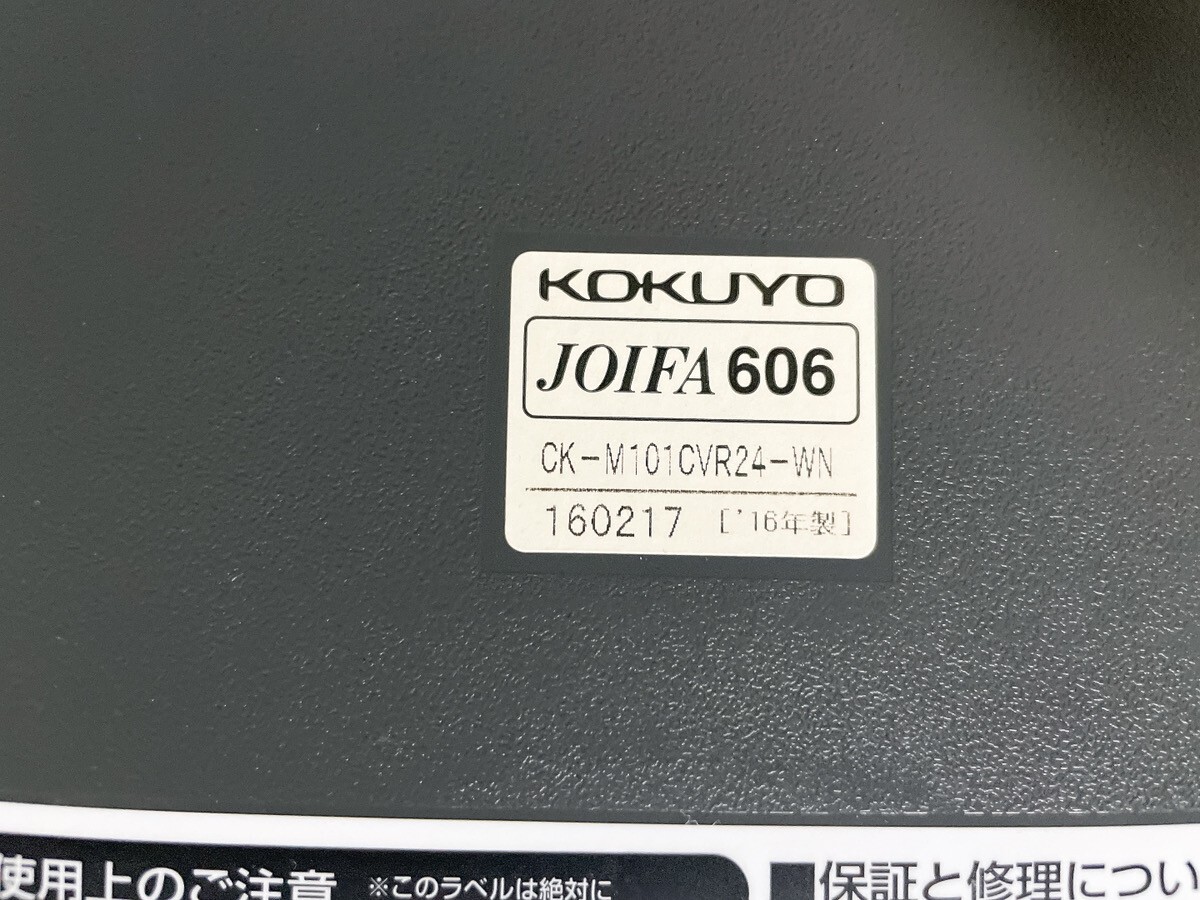 KOKUYO
JOIFA 606
CK-M101CVR24-WN
160217 ['16年製]
使用上のご注意 ※このラベルは絶対に
■保証と修理につい